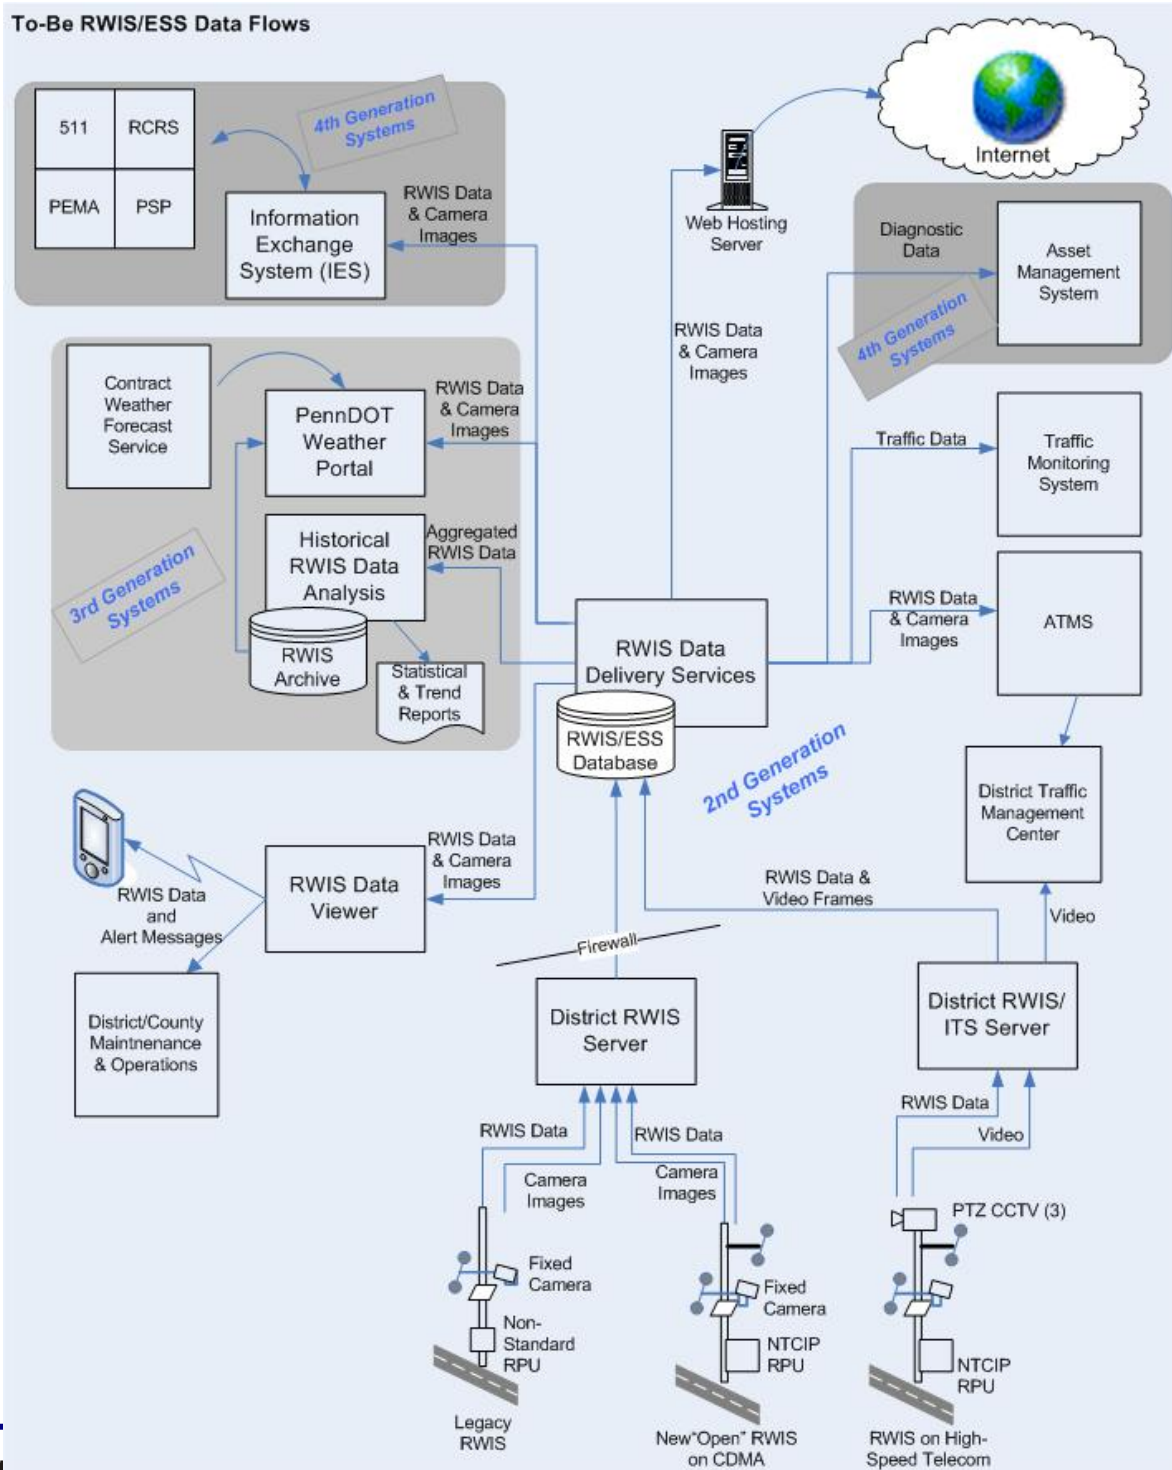 To-Be RWIS/ESS Data Flows
511
RCRS
PEMA
PSP
4th Generation
Systems
Information
Exchange
System (IES)
RWIS Data
& Camera
Images
Web Hosting
Server
Internet
Diagnostic
Data
Asset
Management
System
4th Generation
Systems
RWIS Data
& Camera
Images
Contract
Weather
Forecast
Service
PennDOT
Weather
Portal
RWIS Data
& Camera
Images
Traffic Data
Traffic
Monitoring
System
Historical
RWIS Data
Analysis
Aggregated
RWIS Data
3rd Generation
Systems
RWIS
Archive
Statistical
& Trend
Reports
RWIS Data
Delivery Services
RWIS/ESS
Database
RWIS Data
& Camera
Images
ATMS
2nd Generation
Systems
District Traffic
Management
Center
RWIS Data
and
Alert Messages
RWIS Data
Viewer
RWIS Data
& Camera
Images
RWIS Data &
Video Frames
Video
Firewall
District/County
Maintnenance
& Operations
District RWIS
Server
District RWIS/
ITS Server
RWIS Data
Camera
Images
RWIS Data
Camera
Images
RWIS Data
Video
PTZ CCTV (3)
Fixed
Camera
Non-
Standard
RPU
Fixed
Camera
NTCIP
RPU
NTCIP
RPU
Legacy
RWIS
New"Open" RWIS
on CDMA
RWIS on High-
Speed Telecom